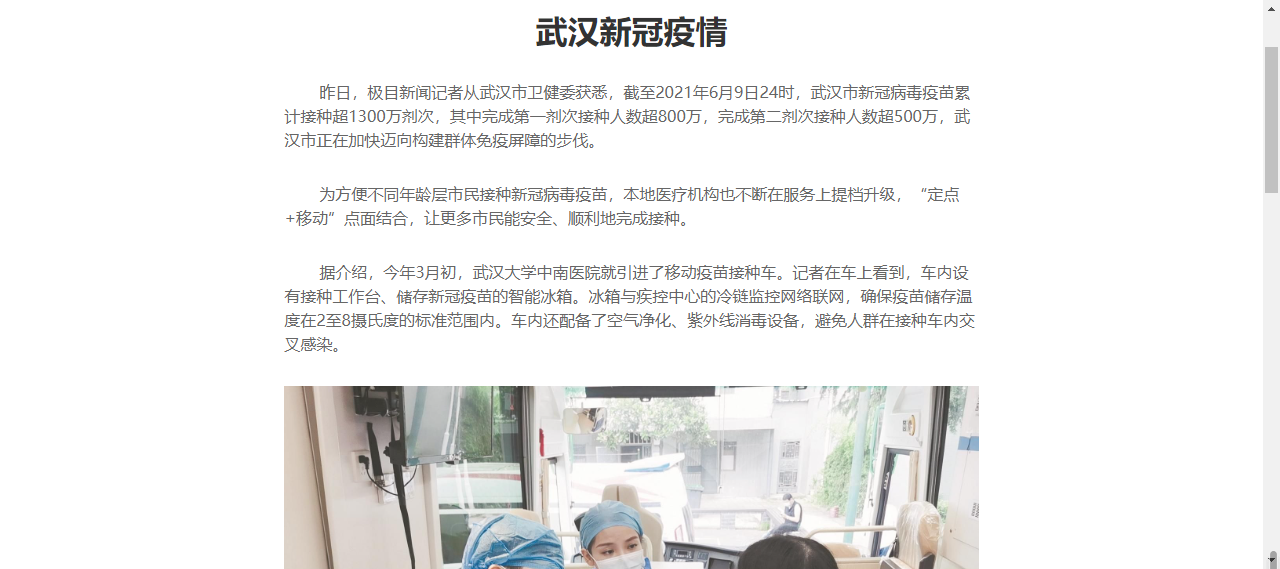 武汉新冠疫情
昨日，极目新闻记者从武汉市卫健委获悉，截至2021年6月9日24时，武汉市新冠病毒疫苗累
计接种超1300万剂次，其中完成第一剂次接种人数超800万，完成第二剂次接种人数超500万，武
汉市正在加快迈向构建群体免疫屏障的步伐。
为方便不同年龄层市民接种新冠病毒疫苗，本地医疗机构也不断在服务上提档升级，“定点
+移动”点面结合，让更多市民能安全、顺利地完成接种。
据介绍，今年3月初，武汉大学中南医院就引进了移动疫苗接种车。记者在车上看到，车内设
有接种工作台、储存新冠疫苗的智能冰箱。冰箱与疾控中心的冷链监控网络联网，确保疫苗储存温
度在2至8摄氏度的标准范围内。车内还配备了空气净化、紫外线消毒设备，避免人群在接种车内交
叉感染。